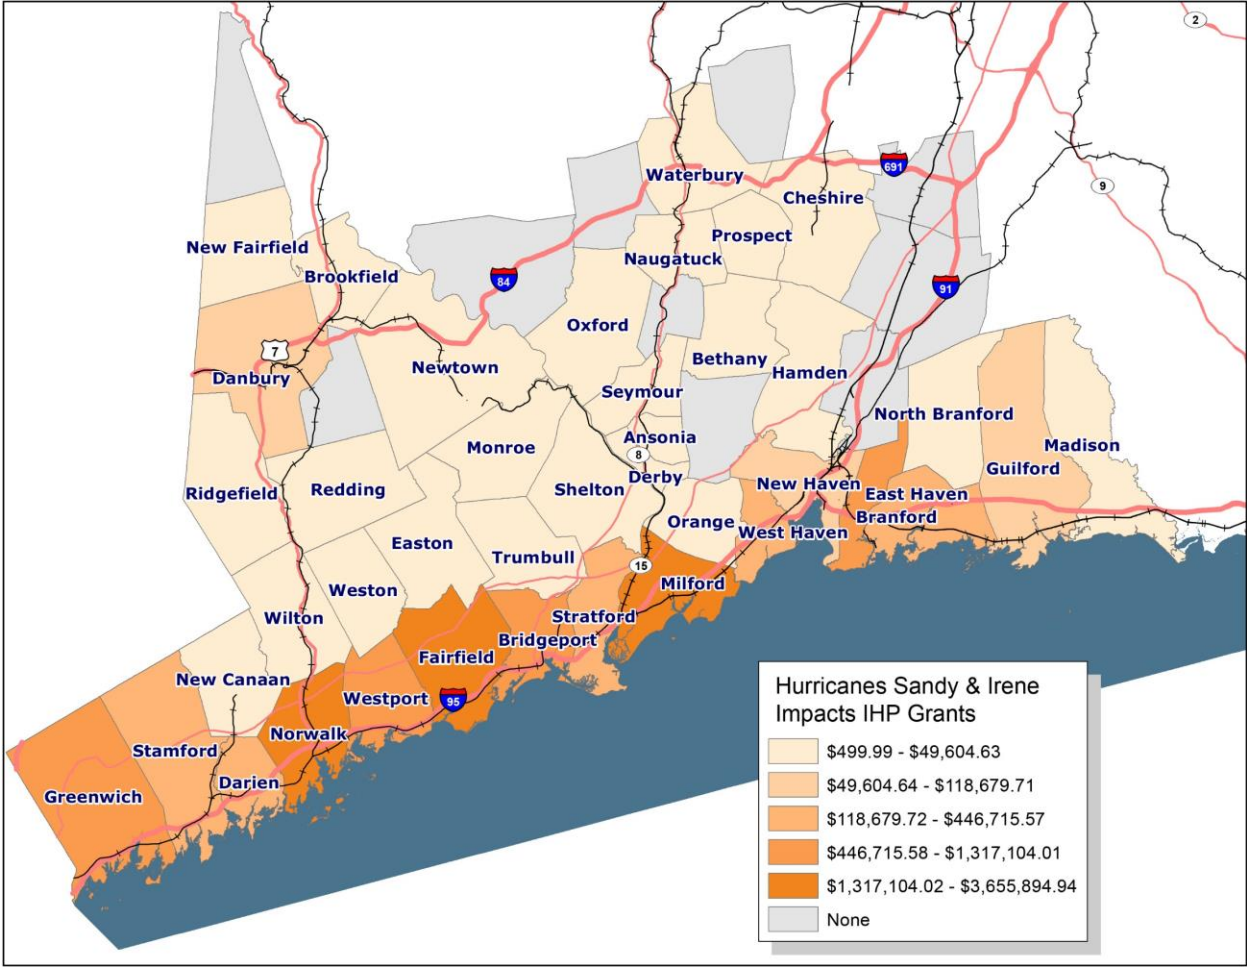 2
691
Waterbury
9
Cheshire
Prospect
New Fairfield
Naugatuck
Brookfield
84
91
Oxford
7
Bethany
Newtown
Hamden
Danbury
Seymour
North Branford
Ansonia
Madison
Monroe
8
Guilford
Derby
New Haven
Ridgefield
Redding
Shelton
East Haven
Branford
Orange
West Haven
Easton
Trumbull
15
Milford
Weston
Wilton
Stratford
Bridgeport
Fairfield
New Canaan
Westport
95
Norwalk
Stamford
Darien
Greenwich
Hurricanes Sandy & Irene
Impacts IHP Grants
$499.99 - $49,604.63
$49,604.64 - $118,679.71
$118,679.72 - $446,715.57
$446,715.58 - $1,317,104.01
$1,317,104.02 - $3,655,894.94
None